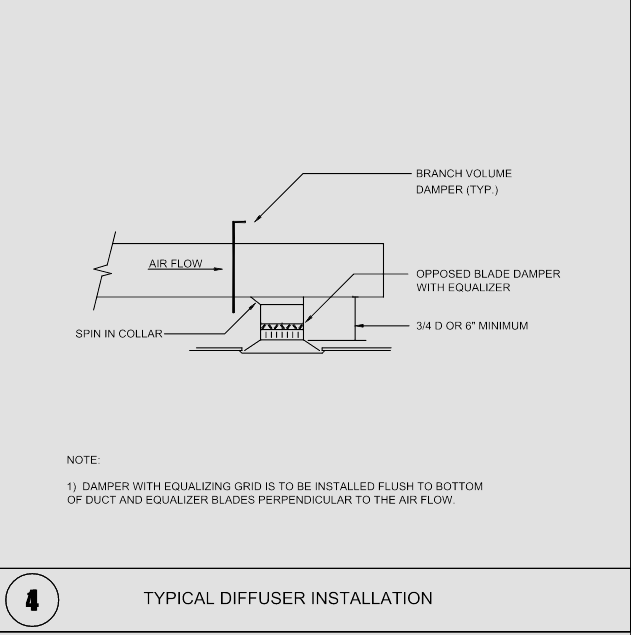 BRANCH VOLUME
DAMPER (TYP.)
AIR FLOW
OPPOSED BLADE DAMPER
WITH EQUALIZER
SPIN IN COLLAR
3/4 D OR 6" MINIMUM
NOTE:
1) DAMPER WITH EQUALIZING GRID IS TO BE INSTALLED FLUSH TO BOTTOM
OF DUCT AND EQUALIZER BLADES PERPENDICULAR TO THE AIR FLOW.
TYPICAL DIFFUSER INSTALLATION